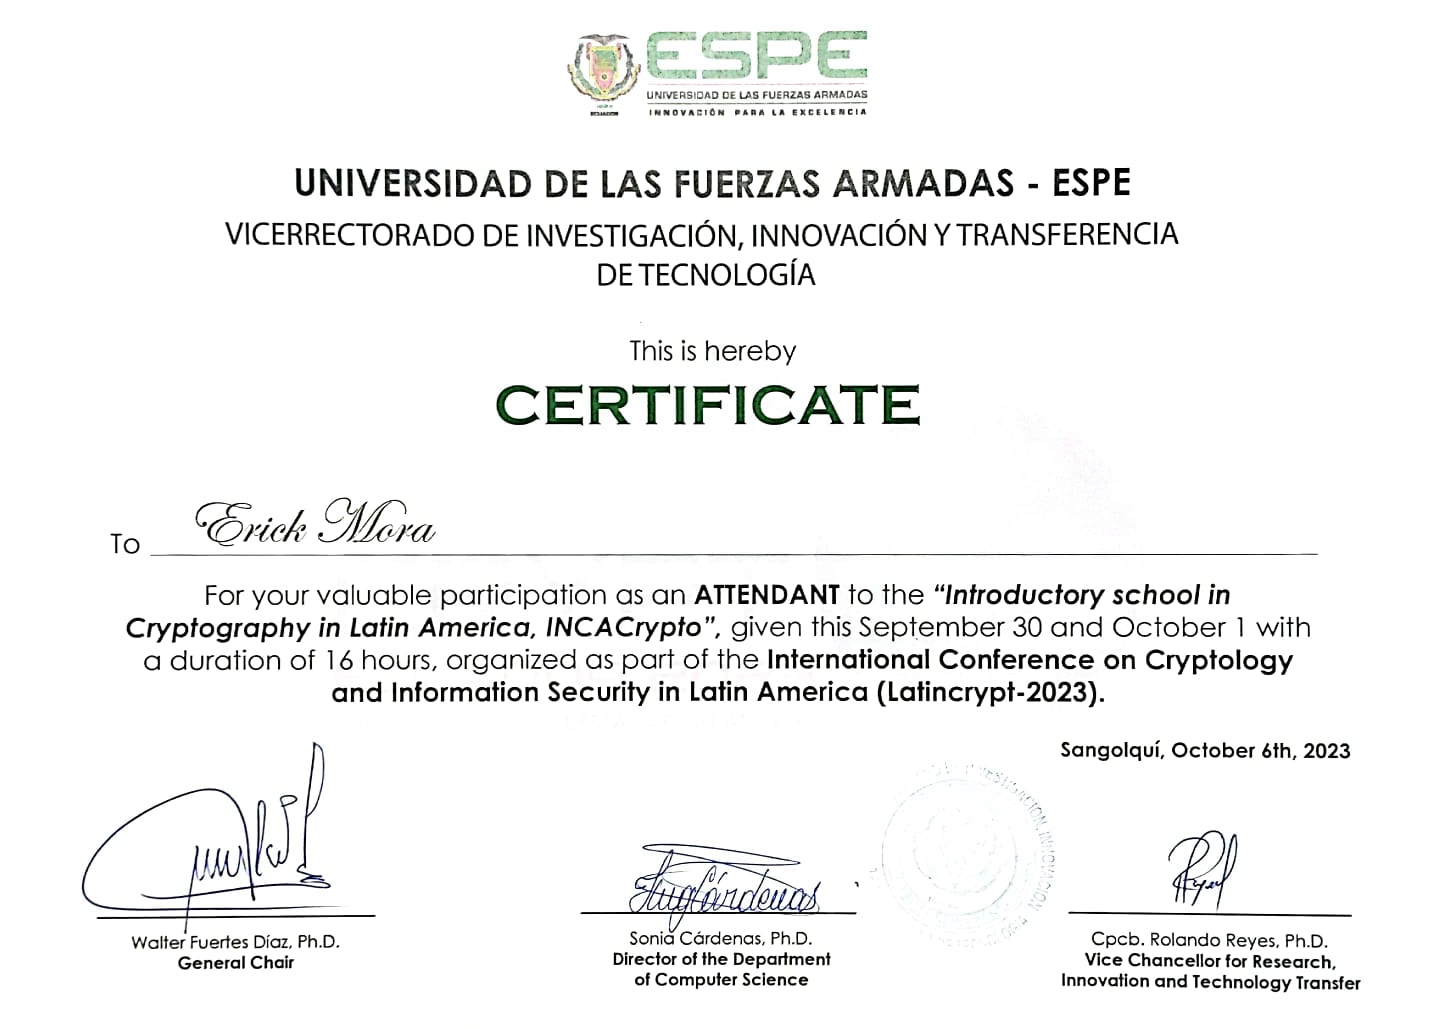 ESPE
UNIVERSIDAD DE LAS FUERZAS ARMADAS
INNOVACIÓN PARA LA EXCELENCIA
UNIVERSIDAD DE LAS FUERZAS ARMADAS - ESPE
VICERRECTORADO DE INVESTIGACIÓN, INNOVACIÓN Y TRANSFERENCIA
DE TECNOLOGÍA
This is hereby
CERTIFICATE
To Erick Mora
For your valuable participation as an ATTENDANT to the “Introductory school in
Cryptography in Latin America, INCACrypto”, given this September 30 and October 1 with
a duration of 16 hours, organized as part of the International Conference on Cryptology
and Information Security in Latin America (Latincrypt-2023).
Sangolquí, October 6th, 2023
Walter Fuertes Díaz, Ph.D.
General Chair
Sonia Cárdenas, Ph.D.
Director of the Department
of Computer Science
Cpcb. Rolando Reyes, Ph.D.
Vice Chancellor for Research,
Innovation and Technology Transfer